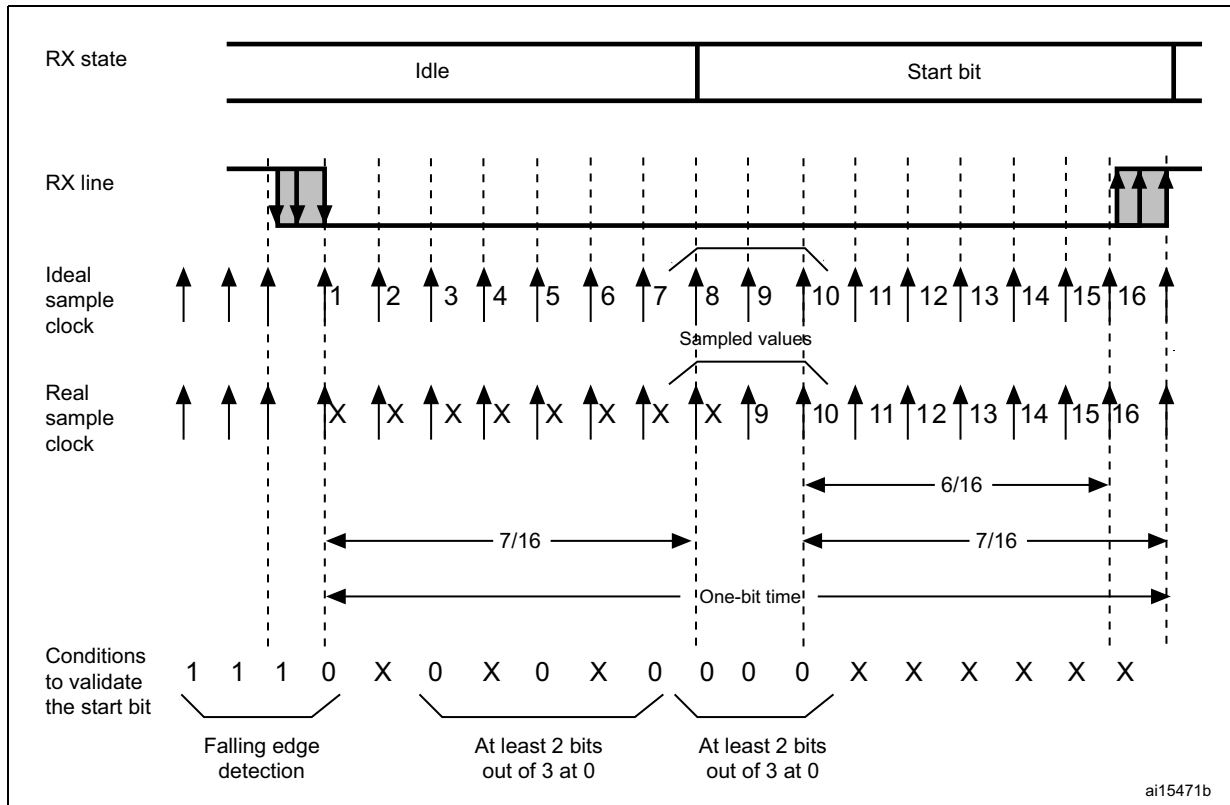 RX state
Idle
Start bit
RX line
Ideal
sample
clock
1 2 3 4 5 6 7 8 9 10 11 12 13 14 15 16
Sampled values
Real
sample
clock
X X X X X X X X 9 10 11 12 13 14 15 16
6/16
7/16
7/16
One-bit time
Conditions
to validate
the start bit
1 1 1 0 X 0 X 0 X 0 0 0 0 X X X X X X
Falling edge
detection
At least 2 bits
out of 3 at 0
At least 2 bits
out of 3 at 0
ai15471b